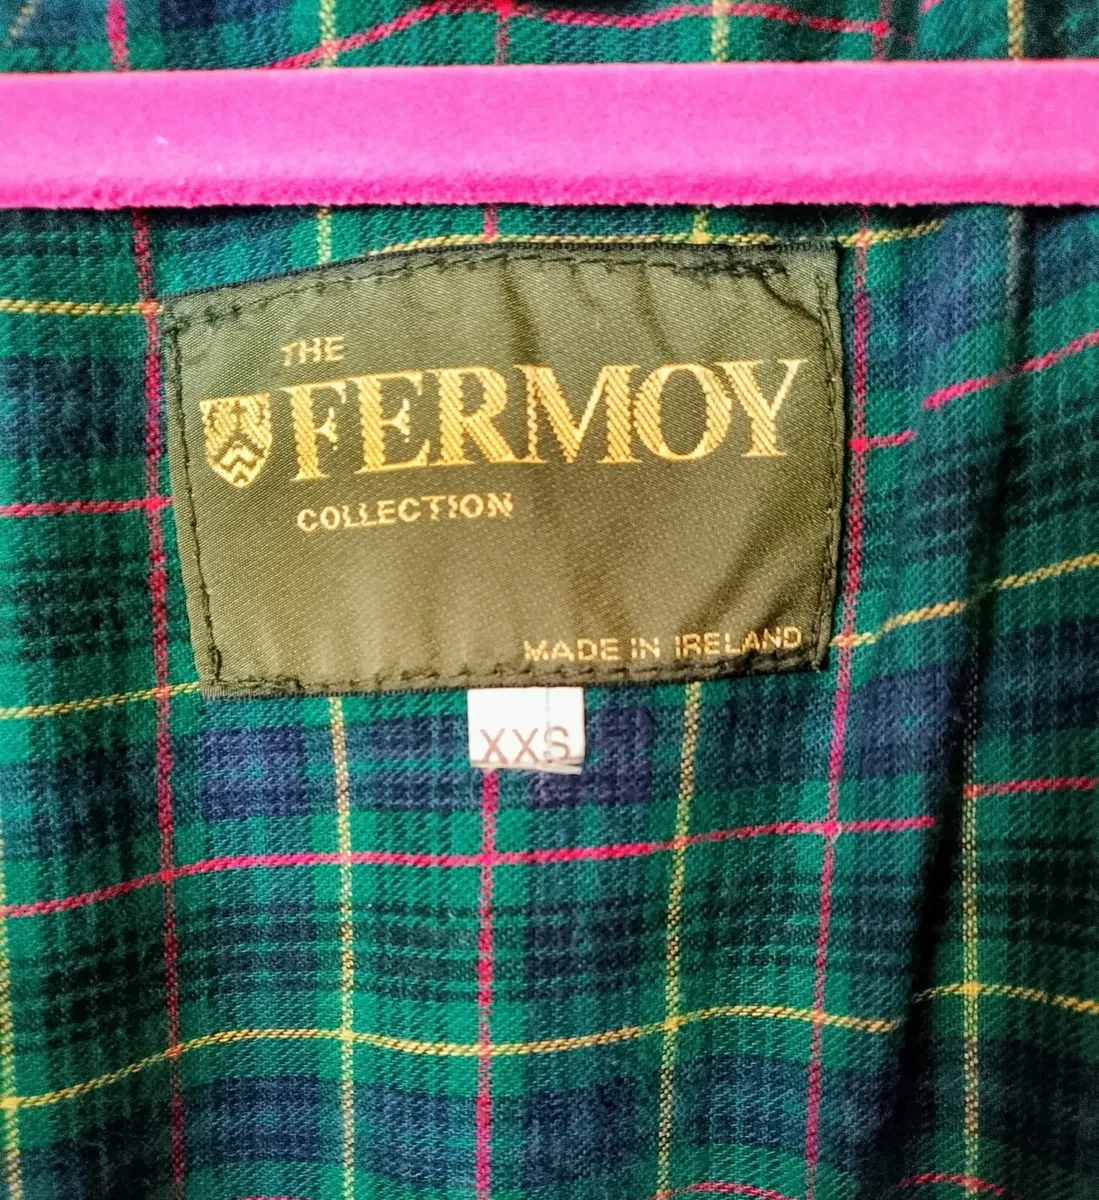 THE
FERMOY
COLLECTION
MADE IN IRELAND
XXS